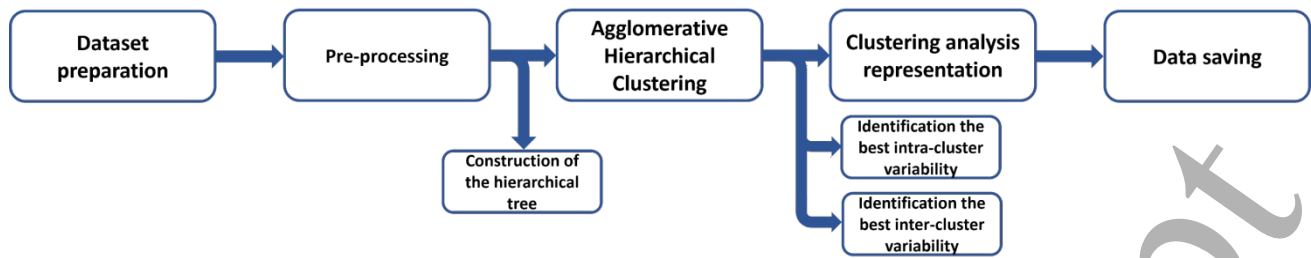 Dataset
preparation
Pre-processing
Agglomerative
Hierarchical
Clustering
Clustering analysis
representation
Data saving
Construction of
the hierarchical
tree
Identification the
best intra-cluster
variability
Identification the
best inter-cluster
variability